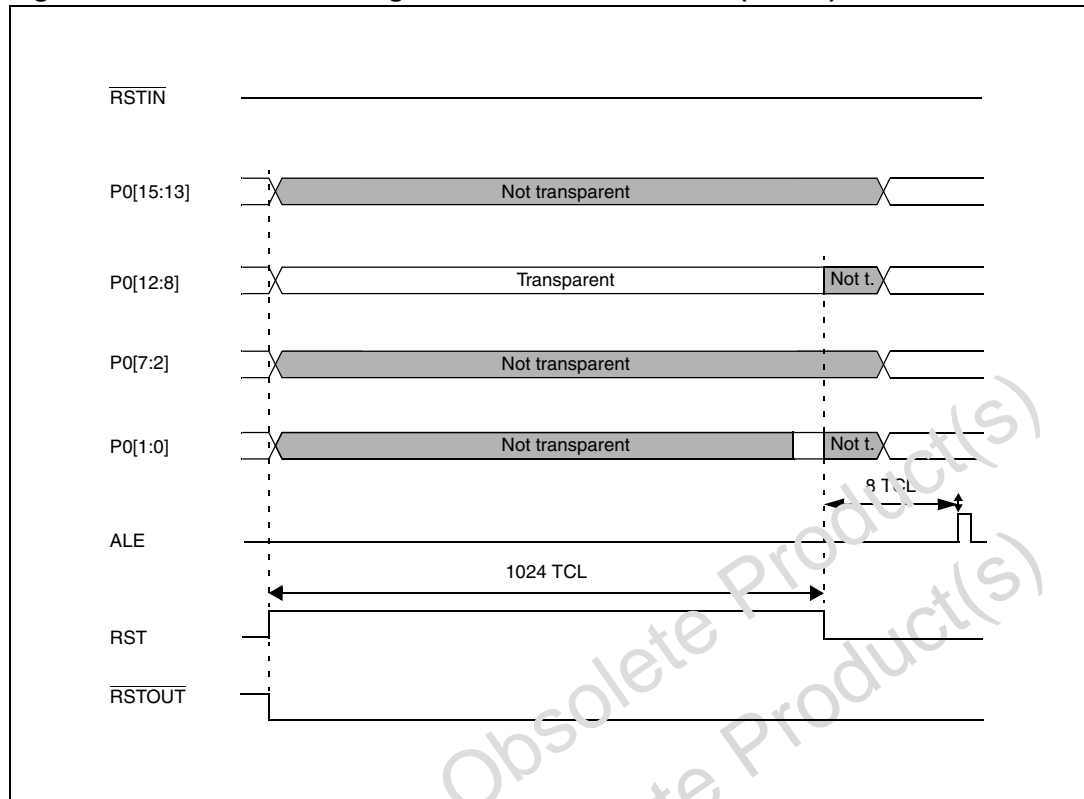 RSTIN
P0[15:13]
Not transparent
P0[12:8]
Transparent
Not t.
P0[7:2]
Not transparent
P0[1:0]
Not transparent
Not t.
8 TCL
ALE
1024 TCL
RST
RSTOUT
Obsolete Product(s)
Product(s)